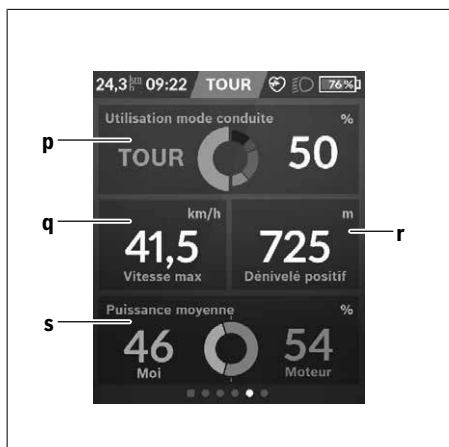 24,3 km/h 09:22 TOUR 76%
Utilisation mode conduite %
p
TOUR 50
q
km/h m
41,5 725
r
Vitesse max Dénivelé positif
Puissance moyenne %
s
46 54
Moi Moteur